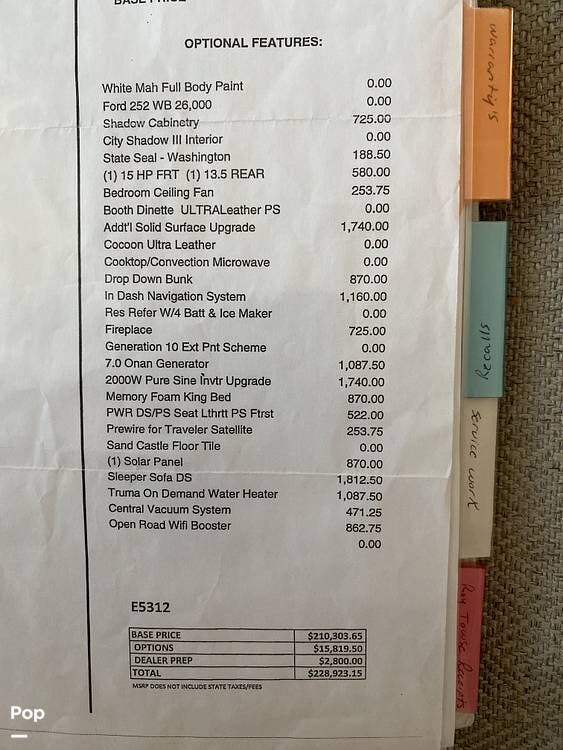 BASE PRICE
OPTIONAL FEATURES:
White Mah Full Body Paint 0.00
Ford 252 WB 26,000 0.00
Shadow Cabinetry 725.00
City Shadow III Interior 0.00
State Seal - Washington 188.50
(1) 15 HP FRT (1) 13.5 REAR 580.00
Bedroom Ceiling Fan 253.75
Booth Dinette ULTRALeather PS 0.00
Addt'l Solid Surface Upgrade 1,740.00
Cocoon Ultra Leather 0.00
Cooktop/Convection Microwave 0.00
Drop Down Bunk 870.00
In Dash Navigation System 1,160.00
Res Refer W/4 Batt & Ice Maker 0.00
Fireplace 725.00
Generation 10 Ext Pnt Scheme 0.00
7.0 Onan Generator 1,087.50
2000W Pure Sine Invtr Upgrade 1,740.00
Memory Foam King Bed 870.00
PWR DS/PS Seat Lthrtt PS Ftrst 522.00
Prewire for Traveler Satellite 253.75
Sand Castle Floor Tile 0.00
(1) Solar Panel 870.00
Sleeper Sofa DS 1,812.50
Truma On Demand Water Heater 1,087.50
Central Vacuum System 471.25
Open Road Wifi Booster 862.75
0.00
E5312
BASE PRICE $210,303.65
OPTIONS $15,819.50
DEALER PREP $2,800.00
TOTAL $228,923.15
MSRP DOES NOT INCLUDE STATE TAXES/FEES
Warranty's
Recalls
Service work
Towise Receipts
Pop